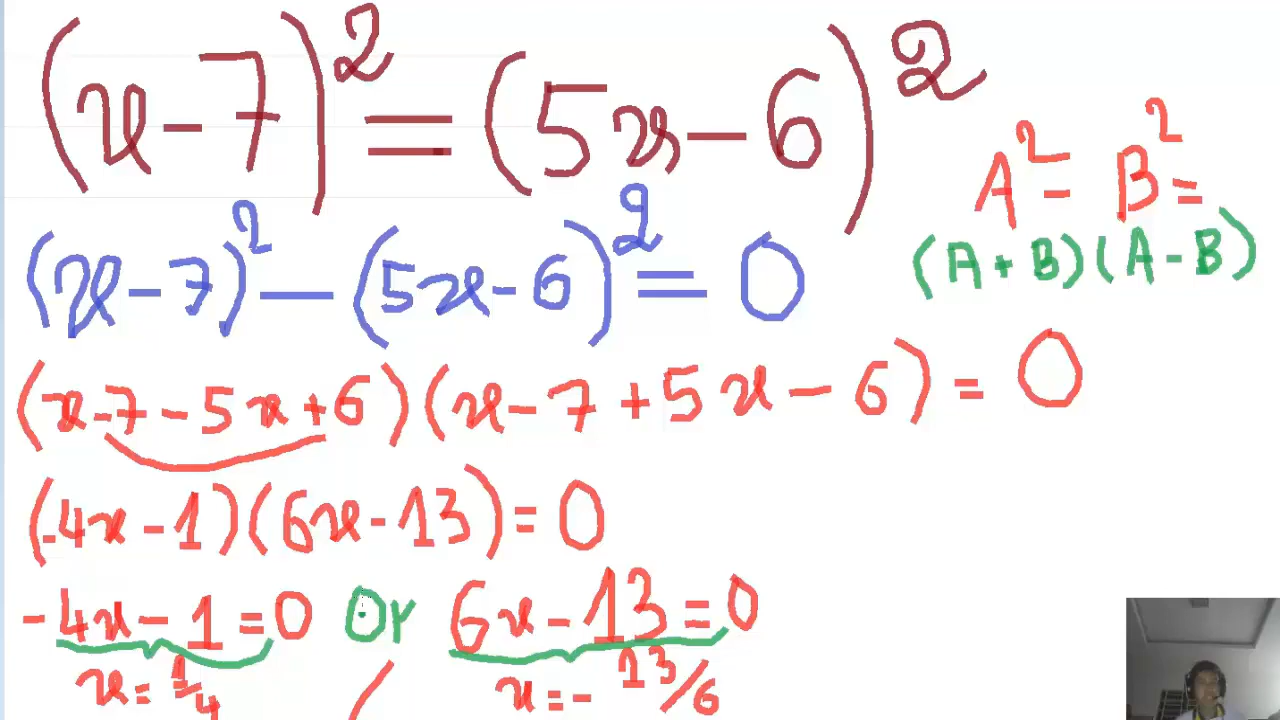 (x-7)² = (5x-6)²
A² = B² =
(A+B)(A-B)
(x-7)² - (5x-6)² = 0
(x-7-5x+6)(x-7+5x-6) = 0
(-4x-1)(6x-13) = 0
-4x-1=0 Or 6x-13=0
x=1/4 / x=-13/6